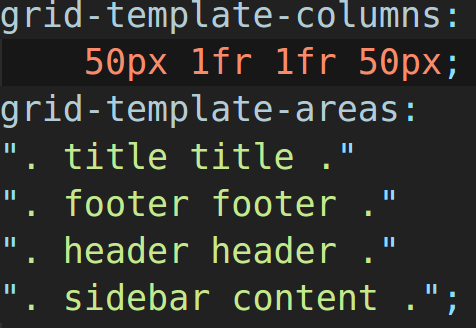 grid-template-columns:
50px 1fr 1fr 50px;
grid-template-areas:
". title title ."
". footer footer ."
". header header ."
". sidebar content .";